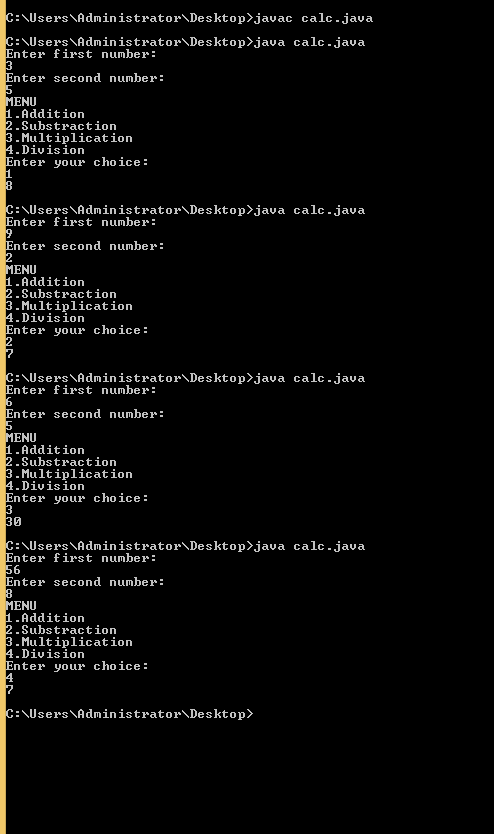 C:\Users\Administrator\Desktop>javac calc.java
C:\Users\Administrator\Desktop>java calc.java
Enter first number:
3
Enter second number:
5
MENU
1.Addition
2.Substraction
3.Multiplication
4.Division
Enter your choice:
1
8
C:\Users\Administrator\Desktop>java calc.java
Enter first number:
9
Enter second number:
2
MENU
1.Addition
2.Substraction
3.Multiplication
4.Division
Enter your choice:
2
7
C:\Users\Administrator\Desktop>java calc.java
Enter first number:
6
Enter second number:
5
MENU
1.Addition
2.Substraction
3.Multiplication
4.Division
Enter your choice:
3
30
C:\Users\Administrator\Desktop>java calc.java
Enter first number:
56
Enter second number:
8
MENU
1.Addition
2.Substraction
3.Multiplication
4.Division
Enter your choice:
4
7
C:\Users\Administrator\Desktop>